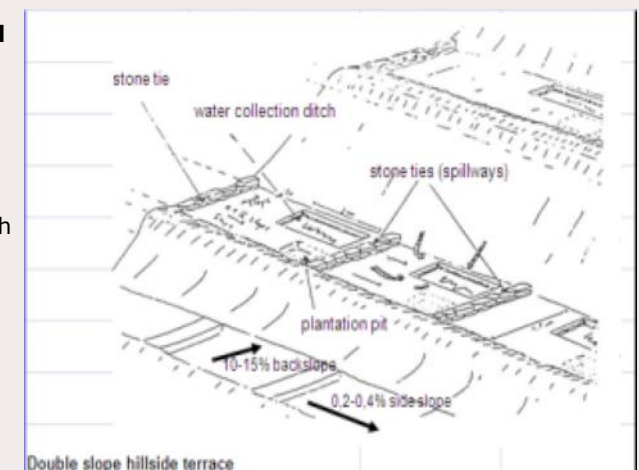 stone tie
water collection ditch
stone ties (spillways)
plantation pit
10-15% backslope
0,2-0,4% side slope
Double slope hillside terrace